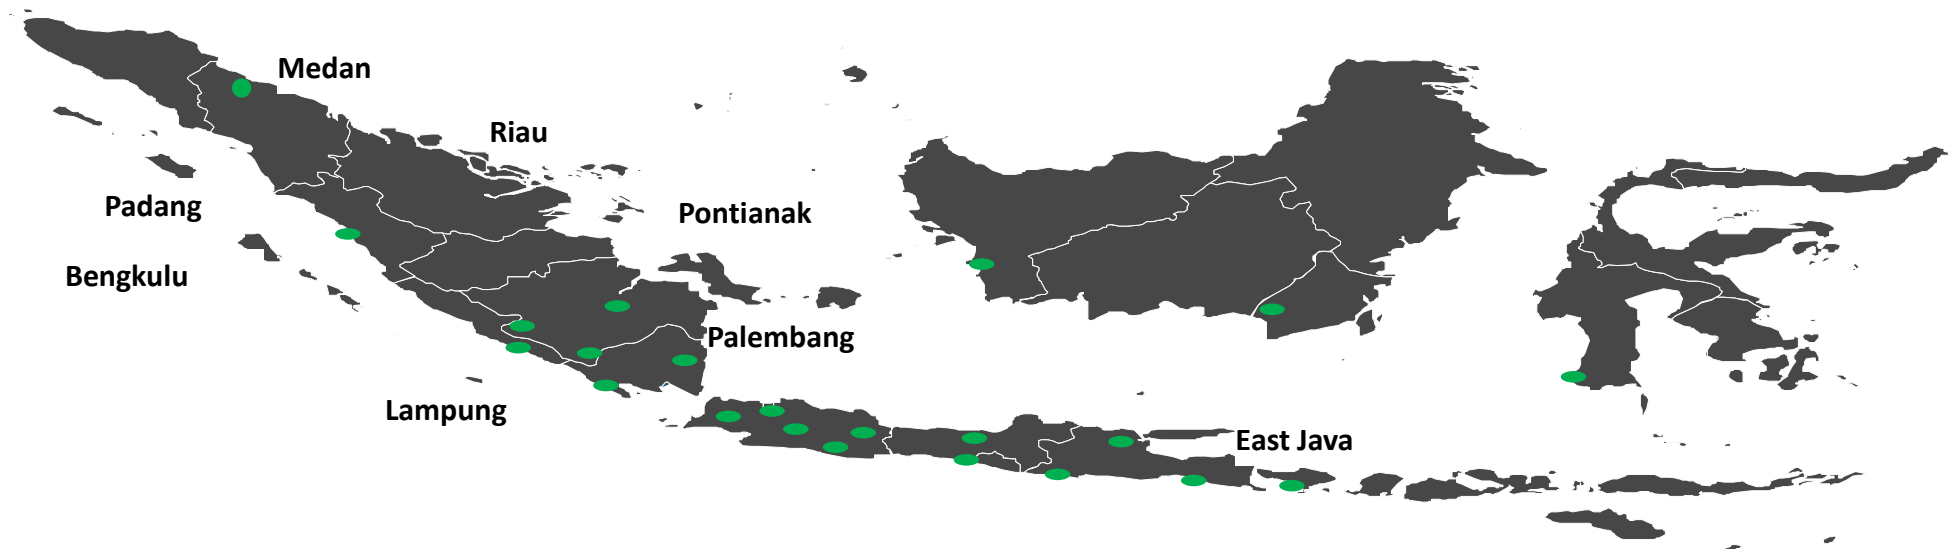 Medan
Riau
Padang
Pontianak
Bengkulu
Palembang
Lampung
East Java